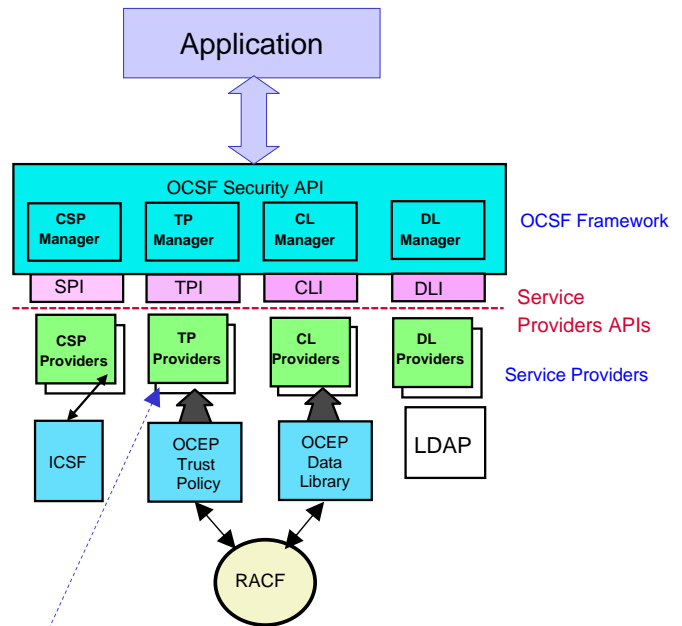 Application
OCSF Security API
CSP
Manager
TP
Manager
CL
Manager
DL
Manager
OCSF Framework
SPI
TPI
CLI
DLI
Service
Providers APIs
CSP
Providers
TP
Providers
CL
Providers
DL
Providers
Service Providers
ICSF
OCEP
Trust
Policy
OCEP
Data
Library
LDAP
RACF